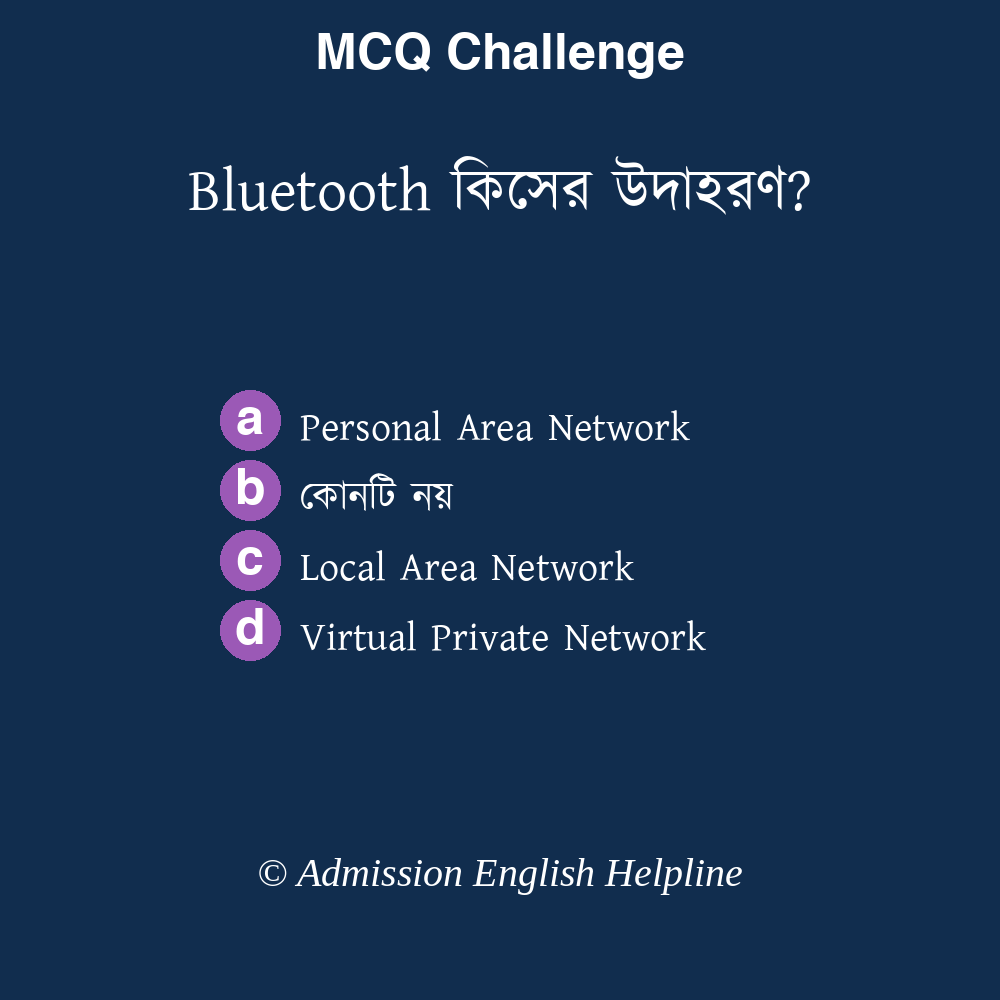 MCQ Challenge
Bluetooth কিসের উদাহরণ?
a Personal Area Network
b কোনটি নয়
c Local Area Network
d Virtual Private Network
© Admission English Helpline